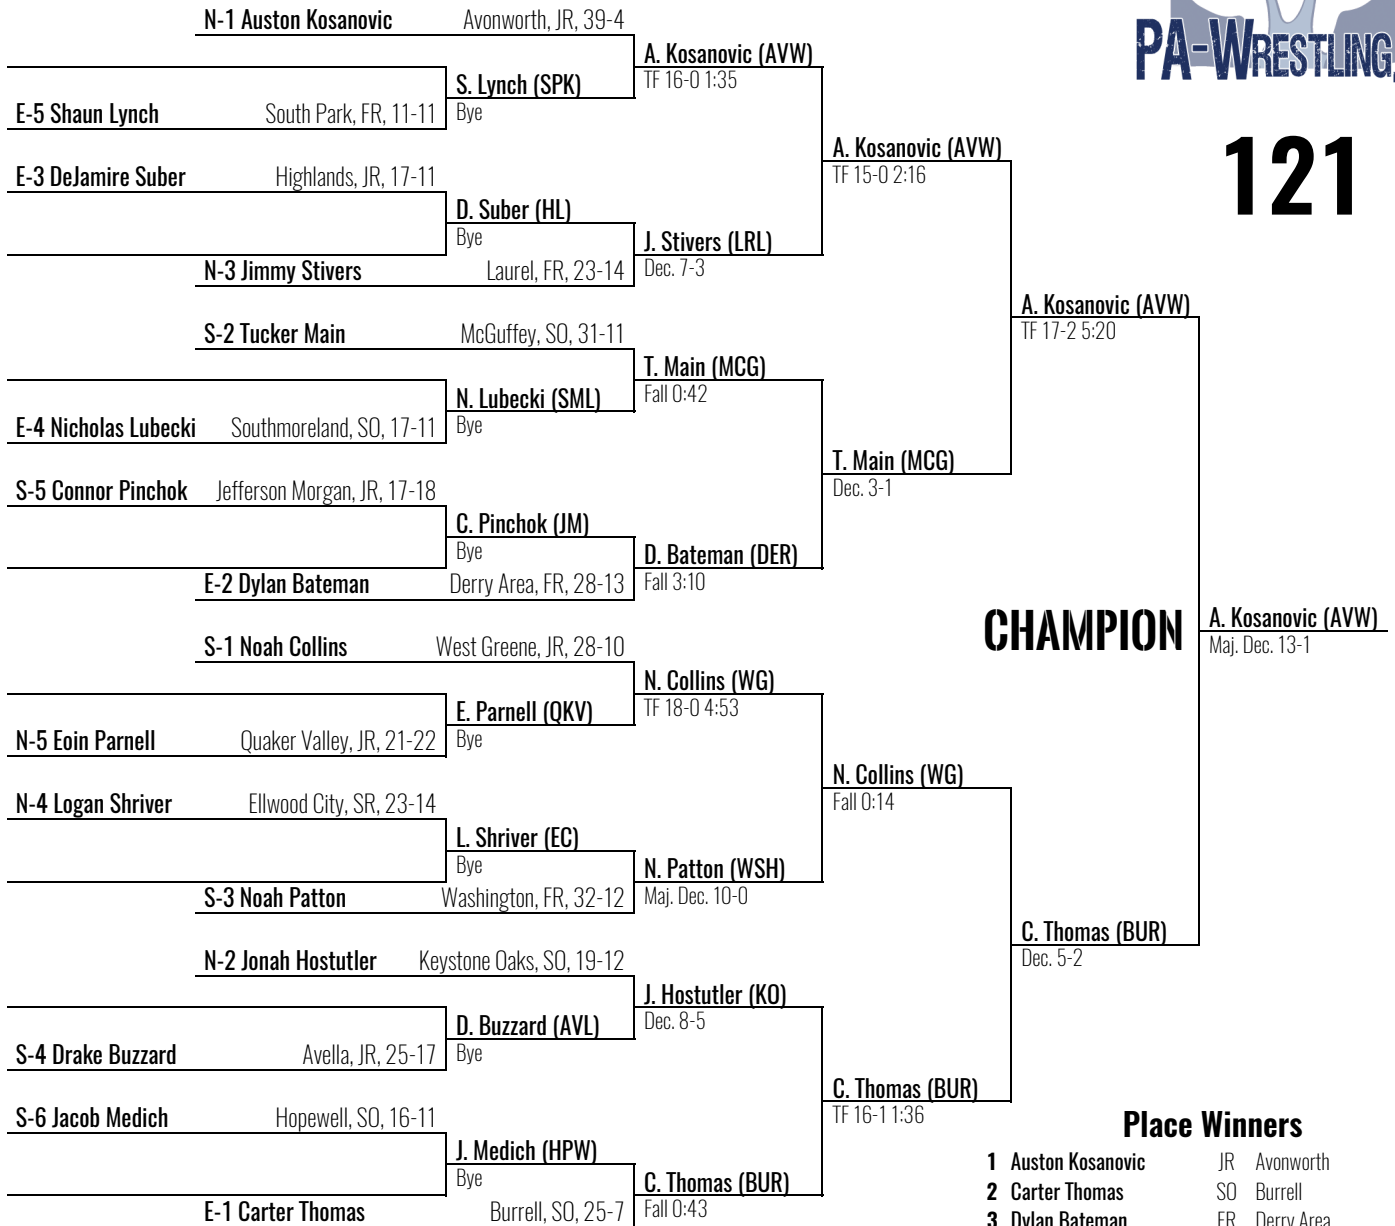 N-1 Auston Kosanovic Avonworth, JR, 39-4
PA-WRESTLING.
A. Kosanovic (AVW)
TF 16-0 1:35
S. Lynch (SPK)
Bye
E-5 Shaun Lynch South Park, FR, 11-11
121
A. Kosanovic (AVW)
TF 15-0 2:16
E-3 DeJamire Suber Highlands, JR, 17-11
D. Suber (HL)
Bye
J. Stivers (LRL)
Dec. 7-3
N-3 Jimmy Stivers Laurel, FR, 23-14
A. Kosanovic (AVW)
TF 17-2 5:20
S-2 Tucker Main McGuffey, SO, 31-11
T. Main (MCG)
Fall 0:42
N. Lubecki (SML)
Bye
E-4 Nicholas Lubecki Southmoreland, SO, 17-11
T. Main (MCG)
Dec. 3-1
S-5 Connor Pinchok Jefferson Morgan, JR, 17-18
C. Pinchok (JM)
Bye
D. Bateman (DER)
Fall 3:10
E-2 Dylan Bateman Derry Area, FR, 28-13
CHAMPION
A. Kosanovic (AVW)
Maj. Dec. 13-1
S-1 Noah Collins West Greene, JR, 28-10
N. Collins (WG)
TF 18-0 4:53
E. Parnell (QKV)
Bye
N-5 Eoin Parnell Quaker Valley, JR, 21-22
N. Collins (WG)
Fall 0:14
N-4 Logan Shriver Ellwood City, SR, 23-14
L. Shriver (EC)
Bye
N. Patton (WSH)
Maj. Dec. 10-0
S-3 Noah Patton Washington, FR, 32-12
C. Thomas (BUR)
Dec. 5-2
N-2 Jonah Hostutler Keystone Oaks, SO, 19-12
J. Hostutler (KO)
Dec. 8-5
D. Buzzard (AVL)
Bye
S-4 Drake Buzzard Avella, JR, 25-17
C. Thomas (BUR)
TF 16-1 1:36
S-6 Jacob Medich Hopewell, SO, 16-11
J. Medich (HPW)
Bye
C. Thomas (BUR)
Fall 0:43
E-1 Carter Thomas Burrell, SO, 25-7
Place Winners
1 Auston Kosanovic JR Avonworth
2 Carter Thomas SO Burrell
3 Dylan Bateman FR Derry Area